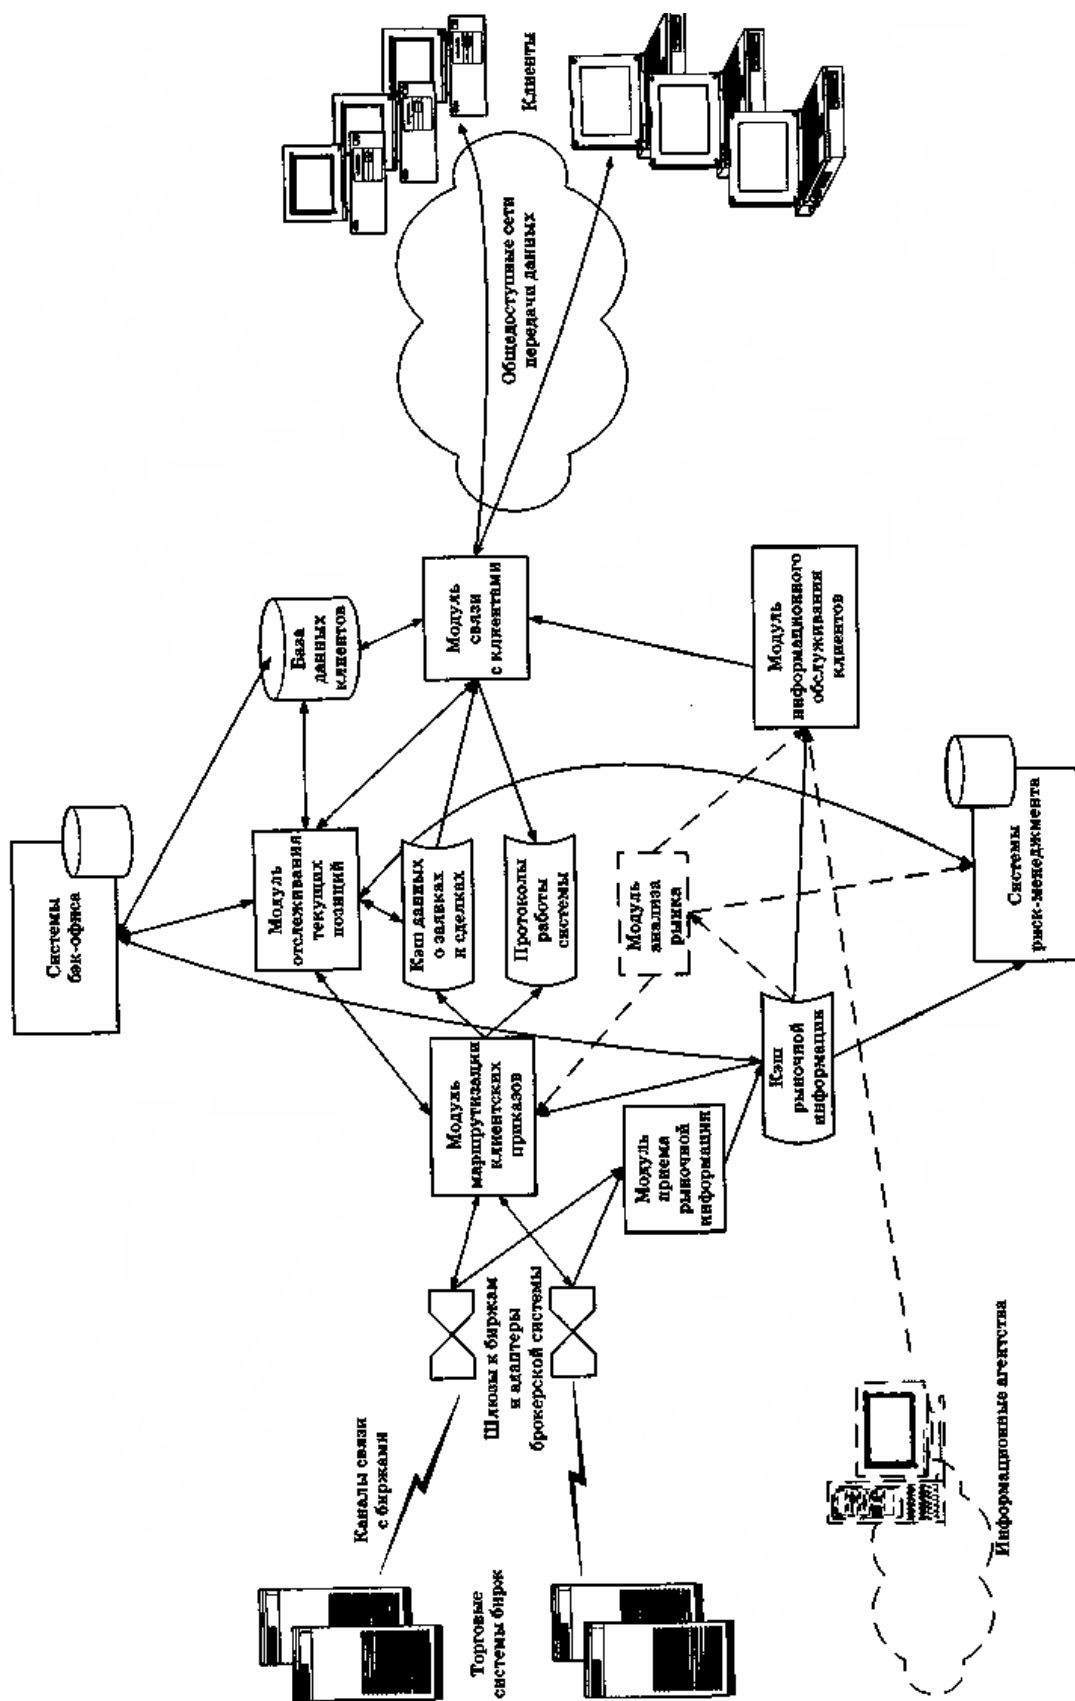 Системы
бэк-офиса
База
данных
клиентов
Модуль
отслеживания
текущих
позиций
Клиенты
Общедоступные сети
передачи данных
Модуль
связи
с клиентами
Кэш данных
о заявках
и сделках
Протоколы
работы
системы
Модуль
маршрутизации
клиентских
приказов
Модуль
анализа
рынка
Модуль
приема
рыночной
информации
Кэш
рыночной
информации
Модуль
информационного
обслуживания
клиентов
Системы
риск-менеджмента
Шлюзы к биржам
и адаптеры
брокерской системы
Каналы связи
с биржами
Торговые
системы бирж
Информационные агентства